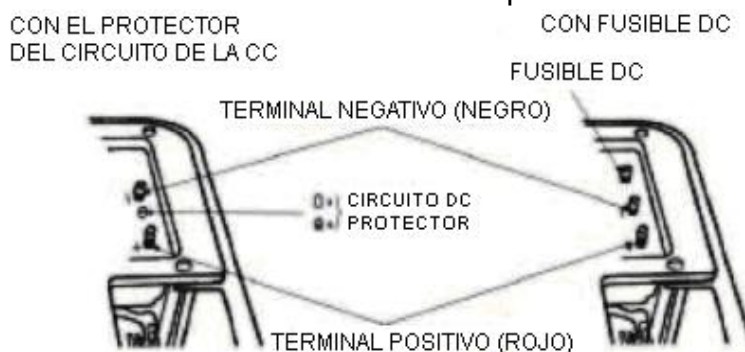 CON EL PROTECTOR
DEL CIRCUITO DE LA CC
CON FUSIBLE DC
FUSIBLE DC
TERMINAL NEGATIVO (NEGRO)
CIRCUITO DC
PROTECTOR
TERMINAL POSITIVO (ROJO)